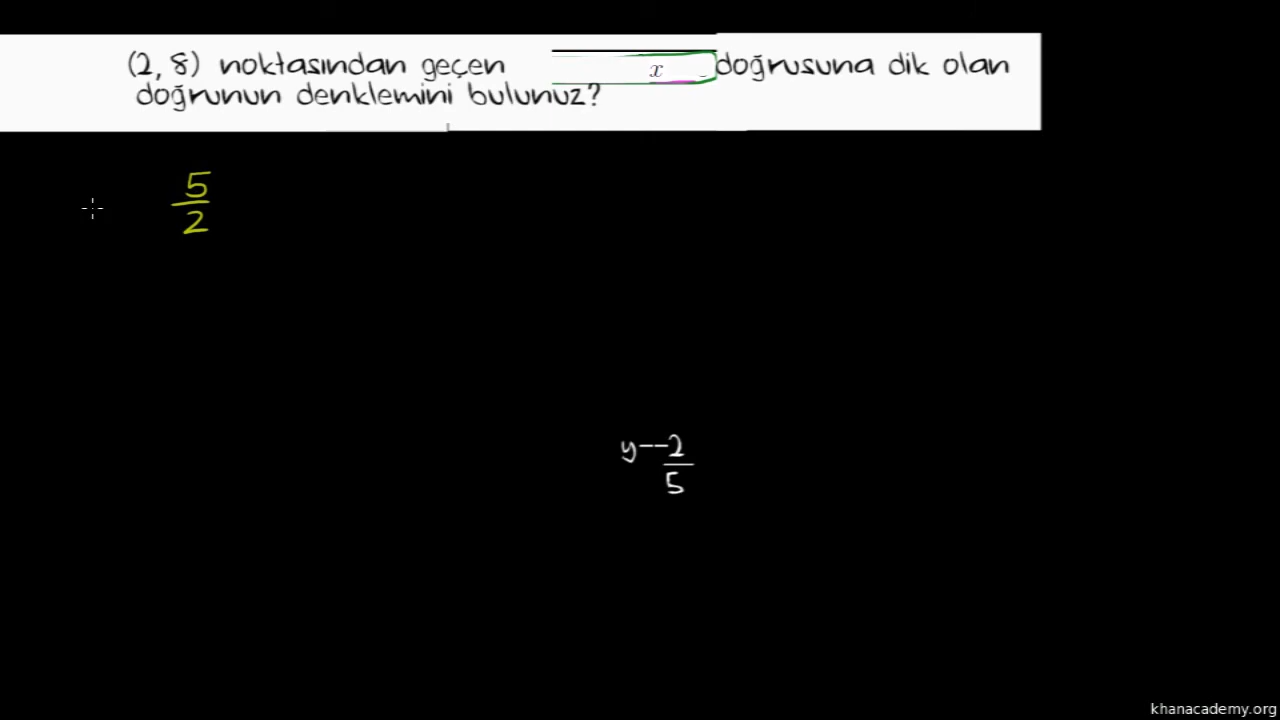 (2, 8) noktasından geçen x doğrusuna dik olan
doğrunun denklemini bulunuz?
5
2
y--2
5
khanacademy.org